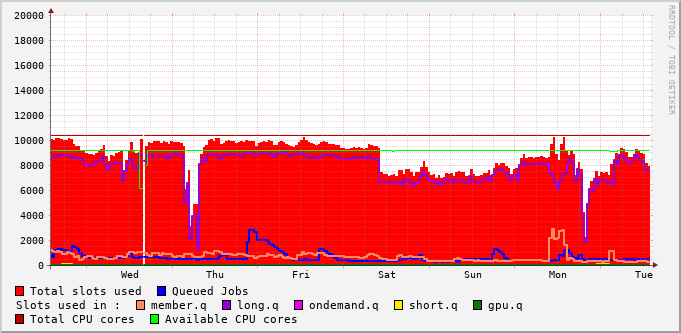 RRDTOOL / TOBI OETIKER
20000
18000
16000
14000
12000
10000
8000
6000
4000
2000
0
Wed Thu Fri Sat Sun Mon Tue
Total slots used Queued Jobs
Slots used in : member.q long.q ondemand.q short.q gpu.q
Total CPU cores Available CPU cores